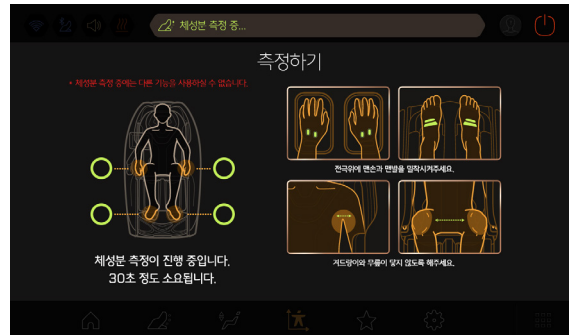 체성분 측정 중...
측정하기
* 체성분 측정 중에는 다른 기능을 사용하실 수 없습니다.
전극위에 맨손과 맨발을 밀착시켜주세요.
겨드랑이와 무릎이 닿지 않도록 해주세요.
체성분 측정이 진행 중입니다.
30초 정도 소요됩니다.